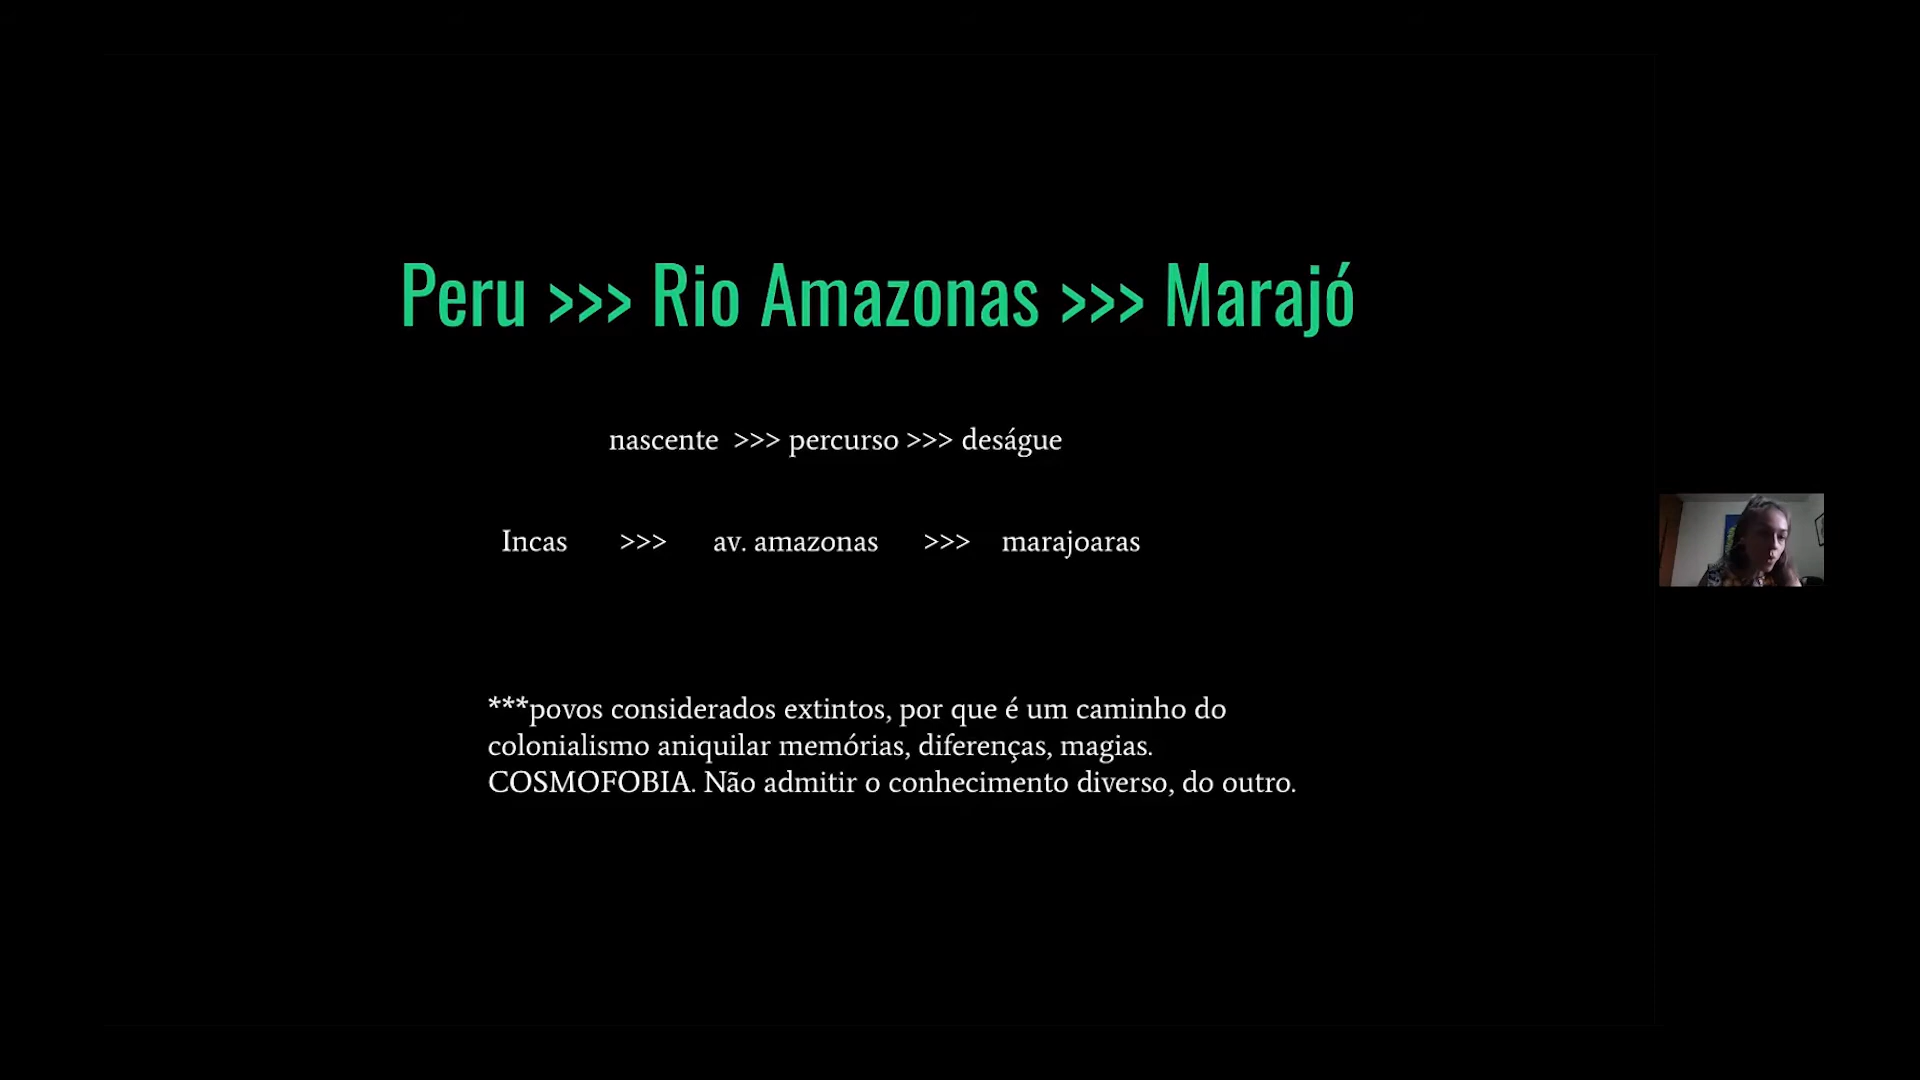 Peru >>> Rio Amazonas >>> Marajó
nascente >>> percurso >>> deságue
Incas >>> av. amazonas >>> marajoaras
***povos considerados extintos, por que é um caminho do
colonialismo aniquilar memórias, diferenças, magias.
COSMOFOBIA. Não admitir o conhecimento diverso, do outro.